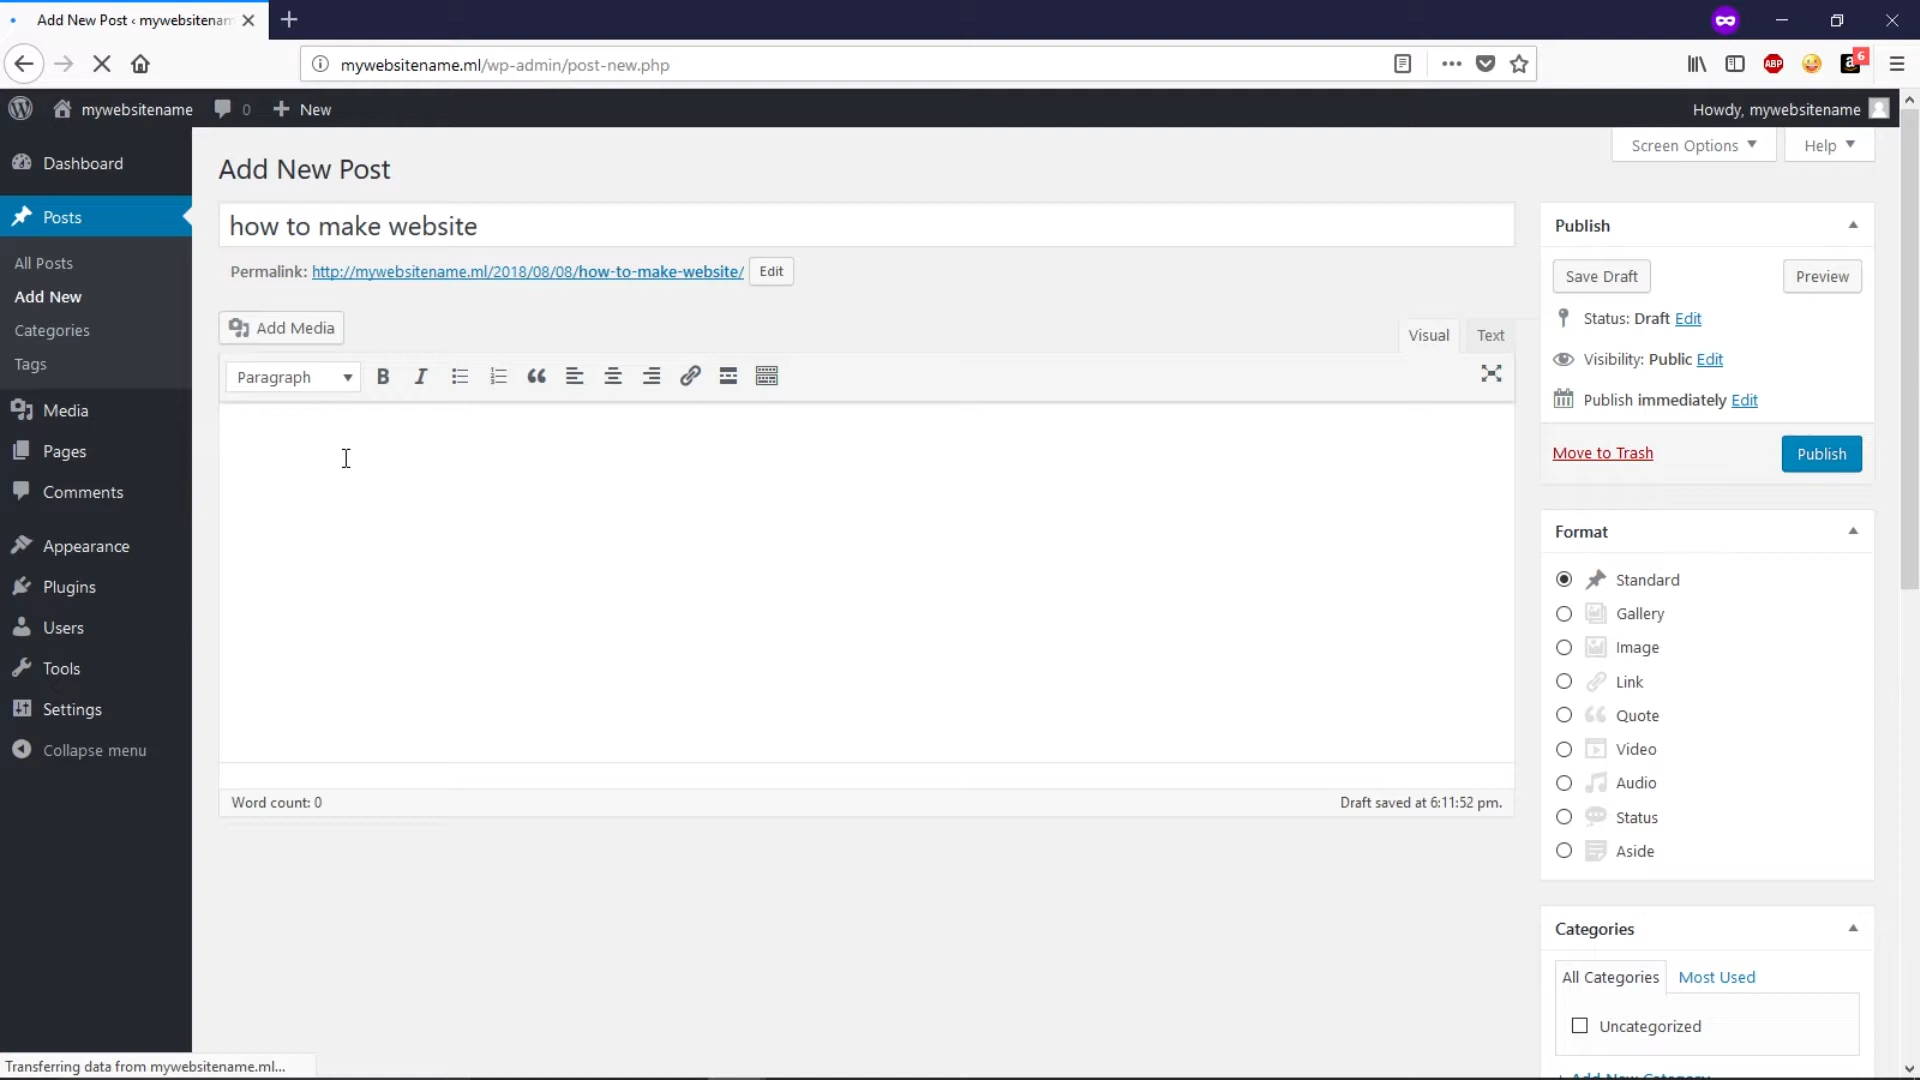 Add New Post ‹ mywebsitenam
mywebsitename.ml/wp-admin/post-new.php
ABP
6
mywebsitename
0
New
Howdy, mywebsitename
Screen Options
Help
Dashboard
Posts
All Posts
Add New
Categories
Tags
Media
Pages
Comments
Appearance
Plugins
Users
Tools
Settings
Collapse menu
Add New Post
how to make website
Permalink: http://mywebsitename.ml/2018/08/08/how-to-make-website/ Edit
Add Media
Visual
Text
Paragraph
B I
Word count: 0
Draft saved at 6:11:52 pm.
Publish
Save Draft
Preview
Status: Draft Edit
Visibility: Public Edit
Publish immediately Edit
Move to Trash
Publish
Format
Standard
Gallery
Image
Link
Quote
Video
Audio
Status
Aside
Categories
All Categories
Most Used
Uncategorized
+ Add New Category
Transferring data from mywebsitename.ml...